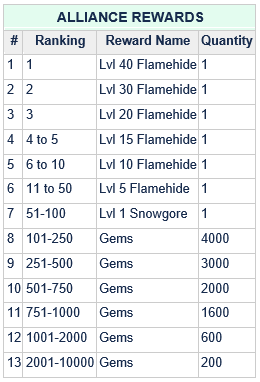 ALLIANCE REWARDS
# Ranking Reward Name Quantity
1 1 Lvl 40 Flamehide 1
2 2 Lvl 30 Flamehide 1
3 3 Lvl 20 Flamehide 1
4 4 to 5 Lvl 15 Flamehide 1
5 6 to 10 Lvl 10 Flamehide 1
6 11 to 50 Lvl 5 Flamehide 1
7 51-100 Lvl 1 Snowgore 1
8 101-250 Gems 4000
9 251-500 Gems 3000
10 501-750 Gems 2000
11 751-1000 Gems 1600
12 1001-2000 Gems 600
13 2001-10000 Gems 200